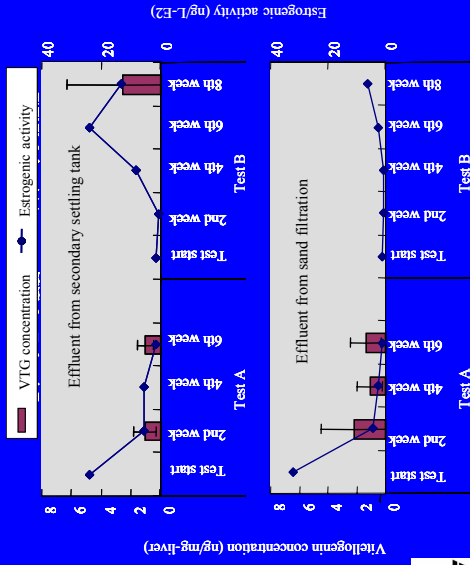 VTG concentration
Estrogenic activity
Effluent from secondary settling tank
8
6
4
2
0
40
20
0
Test start
2nd week
4th week
6th week
Test start
2nd week
4th week
6th week
8th week
Test A
Test B
Effluent from sand filtration
8
6
4
2
0
40
20
0
Test start
2nd week
4th week
6th week
Test start
2nd week
4th week
6th week
8th week
Test A
Test B
Vitellogenin concentration (ng/mg-liver)
Estrogenic activity (ng/L-E2)